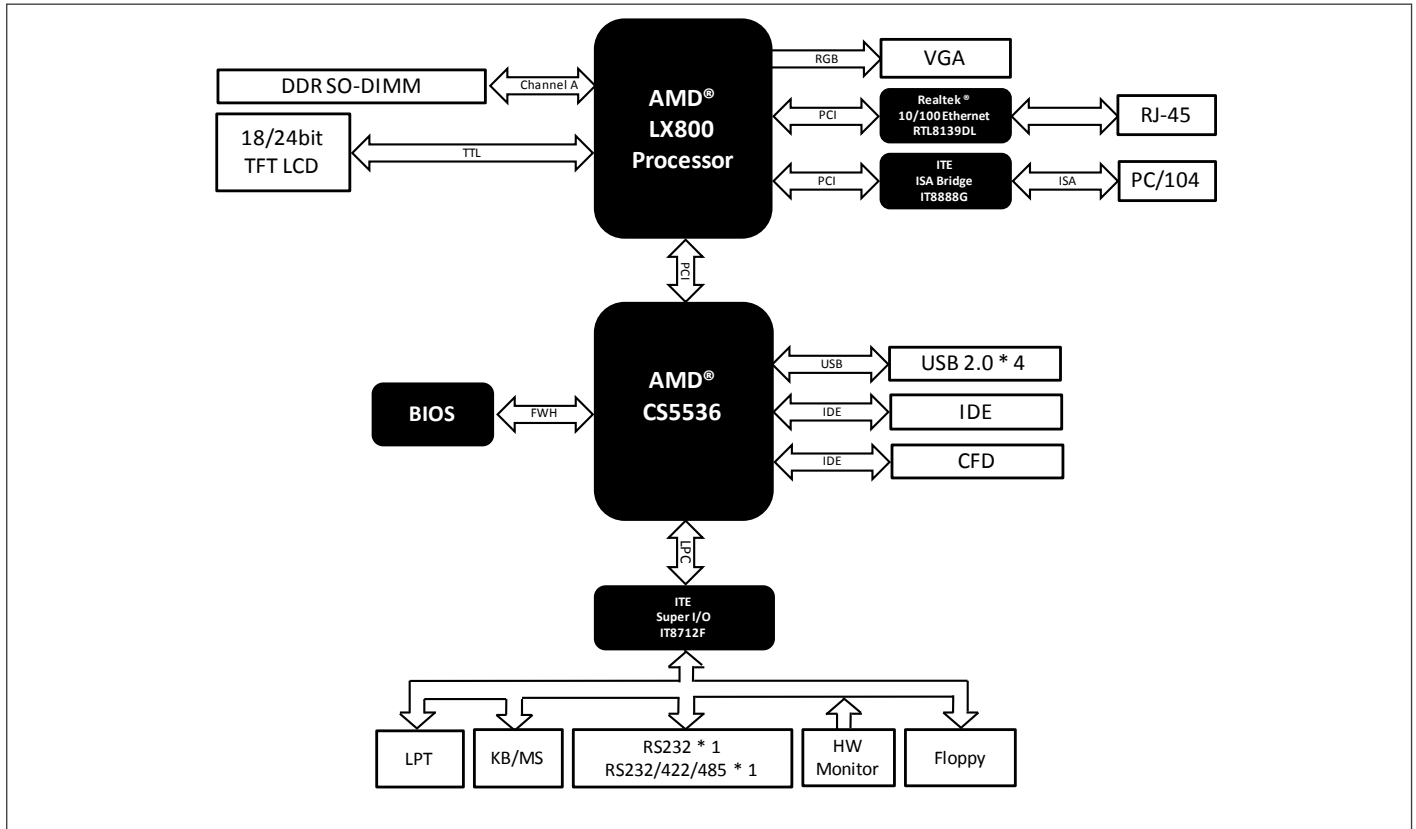 AMD®
LX800
Processor
DDR SO-DIMM
Channel A
18/24bit
TFT LCD
TTL
RGB
VGA
PCI
Realtek ®
10/100 Ethernet
RTL8139DL
RJ-45
PCI
ITE
ISA Bridge
IT8888G
ISA
PC/104
PCI
AMD®
CS5536
BIOS
FWH
USB
USB 2.0 * 4
IDE
IDE
IDE
CFD
LPC
ITE
Super I/O
IT8712F
LPT
KB/MS
RS232 * 1
RS232/422/485 * 1
HW
Monitor
Floppy